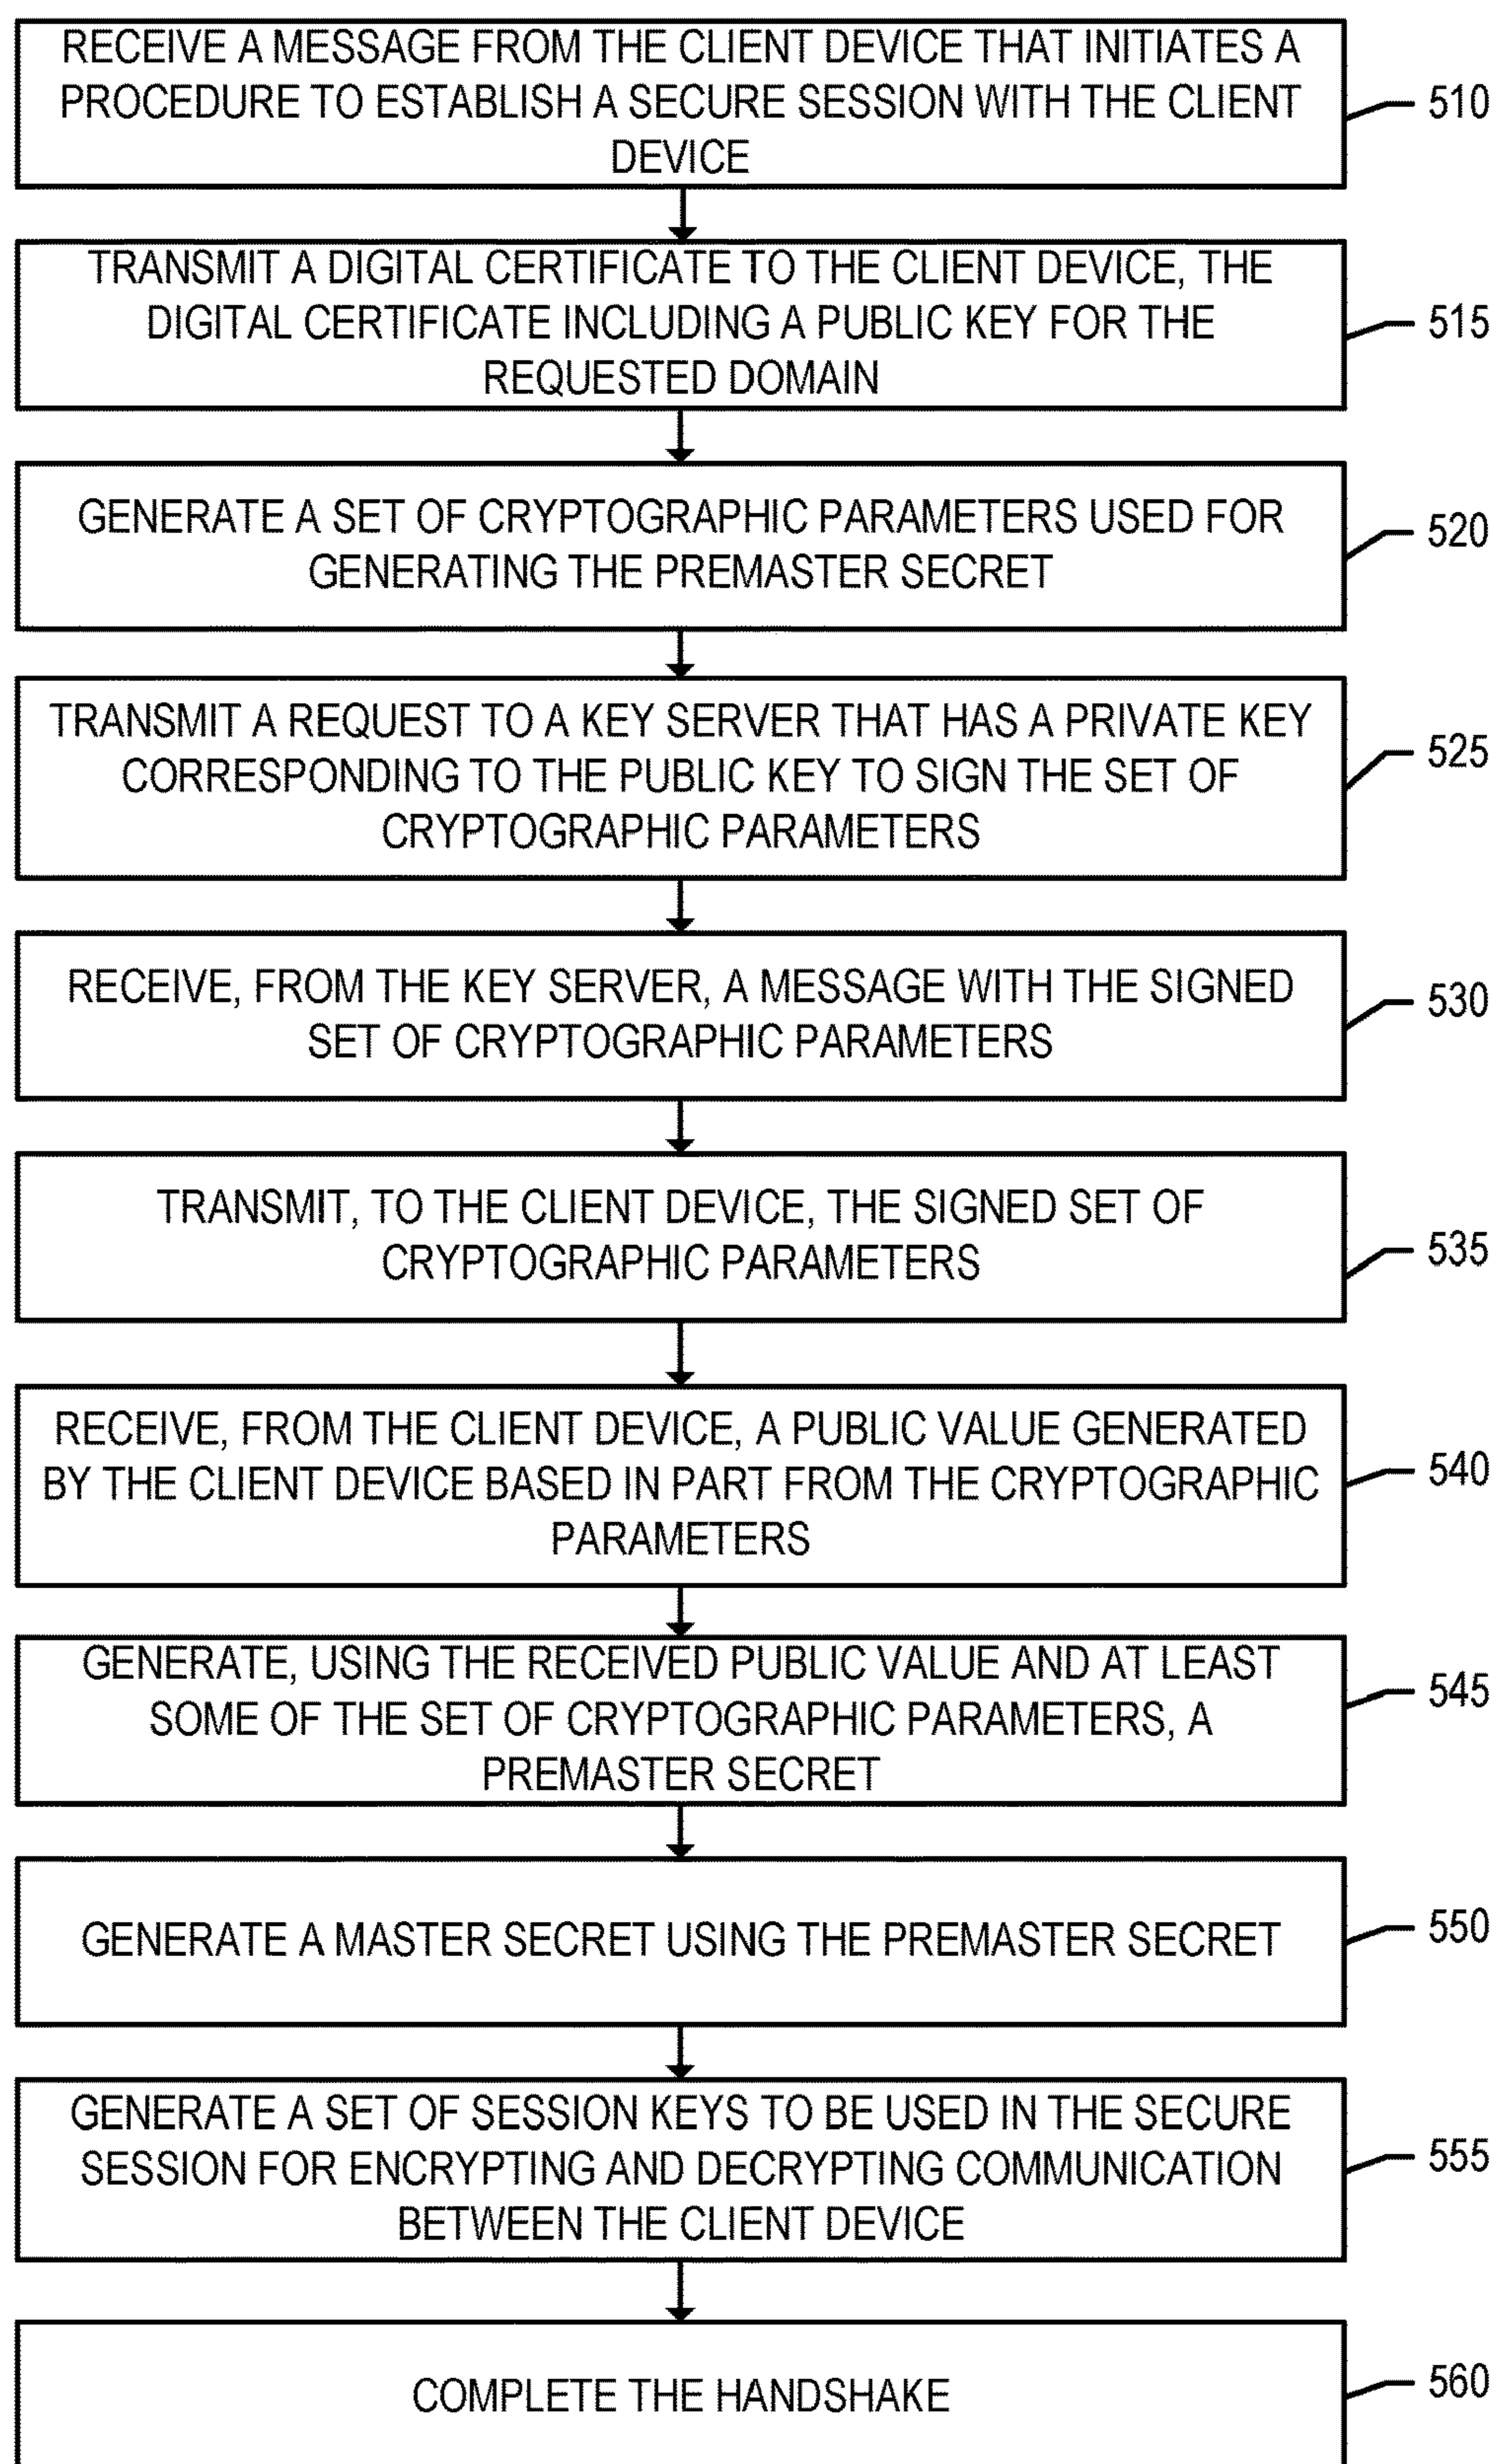 RECEIVE A MESSAGE FROM THE CLIENT DEVICE THAT INITIATES A
PROCEDURE TO ESTABLISH A SECURE SESSION WITH THE CLIENT
DEVICE
510
TRANSMIT A DIGITAL CERTIFICATE TO THE CLIENT DEVICE, THE
DIGITAL CERTIFICATE INCLUDING A PUBLIC KEY FOR THE
REQUESTED DOMAIN
515
GENERATE A SET OF CRYPTOGRAPHIC PARAMETERS USED FOR
GENERATING THE PREMASTER SECRET
520
TRANSMIT A REQUEST TO A KEY SERVER THAT HAS A PRIVATE KEY
CORRESPONDING TO THE PUBLIC KEY TO SIGN THE SET OF
CRYPTOGRAPHIC PARAMETERS
525
RECEIVE, FROM THE KEY SERVER, A MESSAGE WITH THE SIGNED
SET OF CRYPTOGRAPHIC PARAMETERS
530
TRANSMIT, TO THE CLIENT DEVICE, THE SIGNED SET OF
CRYPTOGRAPHIC PARAMETERS
535
RECEIVE, FROM THE CLIENT DEVICE, A PUBLIC VALUE GENERATED
BY THE CLIENT DEVICE BASED IN PART FROM THE CRYPTOGRAPHIC
PARAMETERS
540
GENERATE, USING THE RECEIVED PUBLIC VALUE AND AT LEAST
SOME OF THE SET OF CRYPTOGRAPHIC PARAMETERS, A
PREMASTER SECRET
545
GENERATE A MASTER SECRET USING THE PREMASTER SECRET
550
GENERATE A SET OF SESSION KEYS TO BE USED IN THE SECURE
SESSION FOR ENCRYPTING AND DECRYPTING COMMUNICATION
BETWEEN THE CLIENT DEVICE
555
COMPLETE THE HANDSHAKE
560